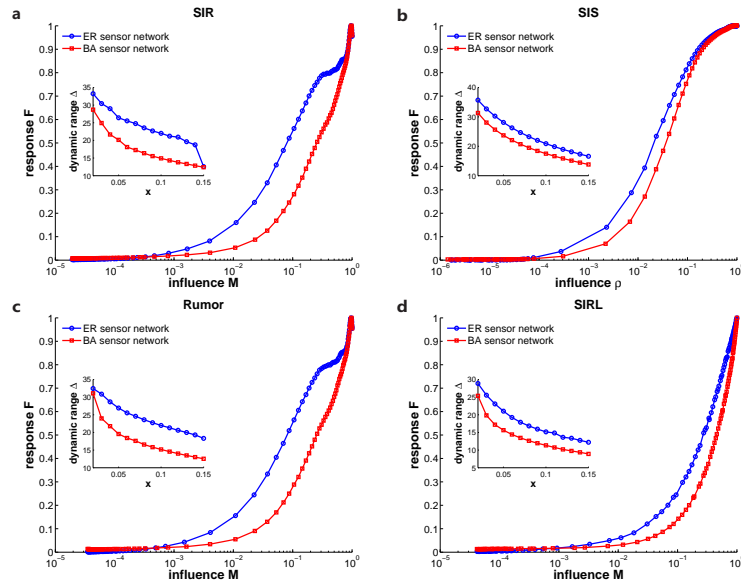 a
SIR
ER sensor network
BA sensor network
response F
1
0.9
0.8
0.7
0.6
0.5
0.4
0.3
0.2
0.1
0
dynamic range Δ
35
30
25
20
15
10
0.05 0.1 0.15
x
10^-5 10^-4 10^-3 10^-2 10^-1 10^0
influence M
b
SIS
ER sensor network
BA sensor network
response F
1
0.9
0.8
0.7
0.6
0.5
0.4
0.3
0.2
0.1
0
dynamic range Δ
40
30
20
10
0.05 0.1 0.15
x
10^-6 10^-5 10^-4 10^-3 10^-2 10^-1 10
influence ρ
c
Rumor
ER sensor network
BA sensor network
response F
1
0.9
0.8
0.7
0.6
0.5
0.4
0.3
0.2
0.1
0
dynamic range Δ
35
30
25
20
15
10
0.05 0.1 0.15
x
10^-5 10^-4 10^-3 10^-2 10^-1 10^0
influence M
d
SIRL
ER sensor network
BA sensor network
response F
1
0.9
0.8
0.7
0.6
0.5
0.4
0.3
0.2
0.1
0
dynamic range Δ
30
25
20
15
10
5
0.05 0.1 0.15
x
10^-5 10^-4 10^-3 10^-2 10^-1 10
influence M